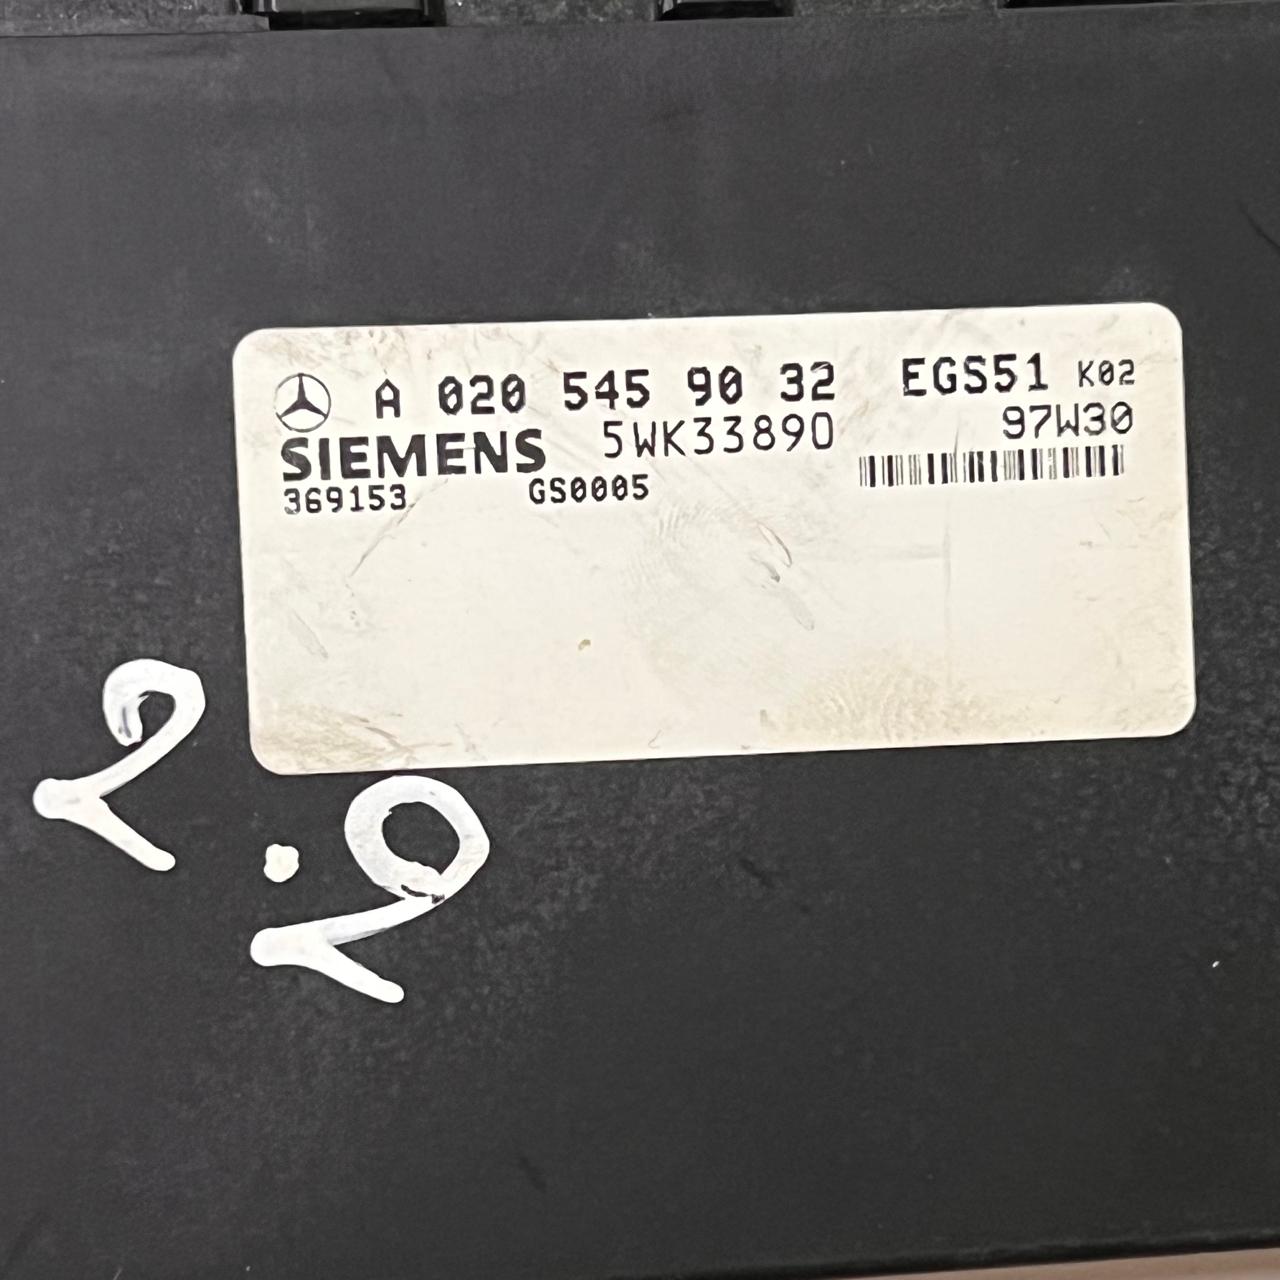 A 020 545 90 32 EGS51 K02
SIEMENS 5WK33890 97W30
369153 GS0005